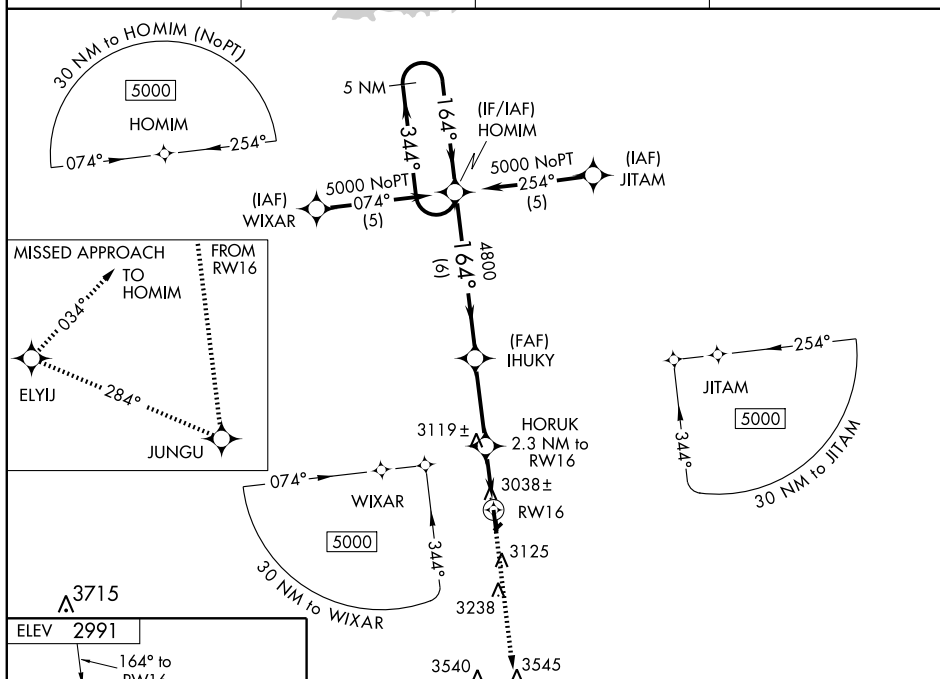 30 NM to HOMIM (NoPT)
5000
HOMIM
074°
254°
5 NM
344°
164°
(IF/IAF)
HOMIM
(IAF)
WIXAR
5000 NoPT
074°
(5)
5000 NoPT
254°
(5)
(IAF)
JITAM
4800
164°
(6)
MISSED APPROACH
FROM
RW16
TO
HOMIM
034°
ELYIJ
284°
JUNGU
(FAF)
IHUKY
254°
JITAM
5000
344°
30 NM to JITAM
3119±
HORUK
2.3 NM to
RW16
3038±
RW16
074°
WIXAR
5000
344°
30 NM to WIXAR
3125
3238
3715
ELEV 2991
164° to
RW16
3540
3545